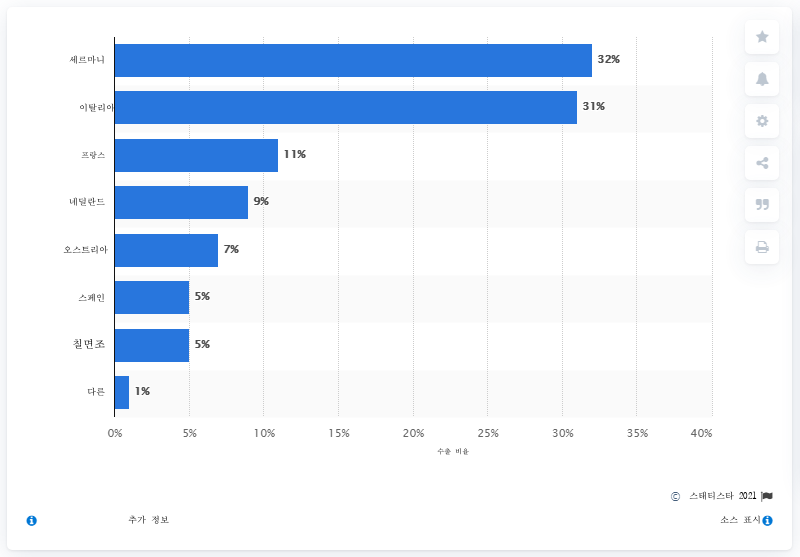 쎄르마니 32%
이탈리아 31%
프랑스 11%
네덜란드 9%
오스트리아 7%
스페인 5%
칠면조 5%
다른 1%
0% 5% 10% 15% 20% 25% 30% 35% 40%
수출 비율
© 스태티스타 2021
추가 정보 소스 표시